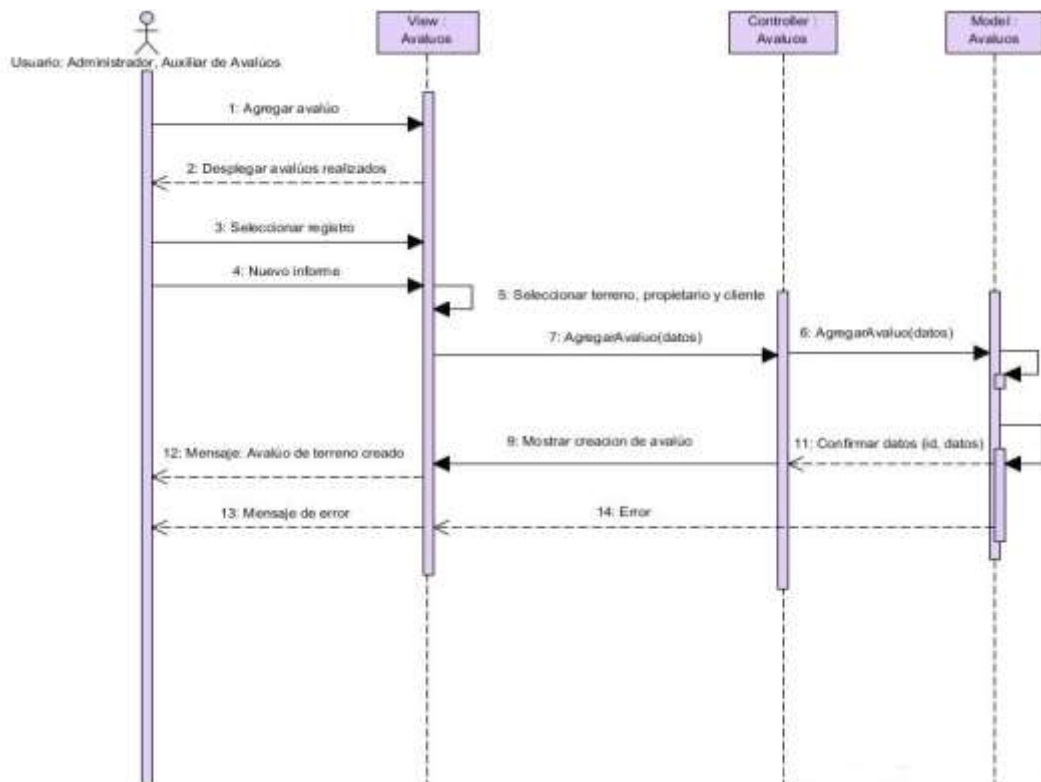 View :
Avaluos
Controller :
Avaluos
Model :
Avaluos
Usuario: Administrador, Auxiliar de Avalúos
1: Agregar avalúo
2: Desplegar avalúos realizados
3: Seleccionar registro
4: Nuevo informe
5: Seleccionar terreno, propietario y cliente
6: AgregarAvaluo(datos)
7: AgregarAvaluo(datos)
9: Mostrar creacion de avalúo
11: Confirmar datos (id, datos)
12: Mensaje: Avalúo de terreno creado
13: Mensaje de error
14: Error